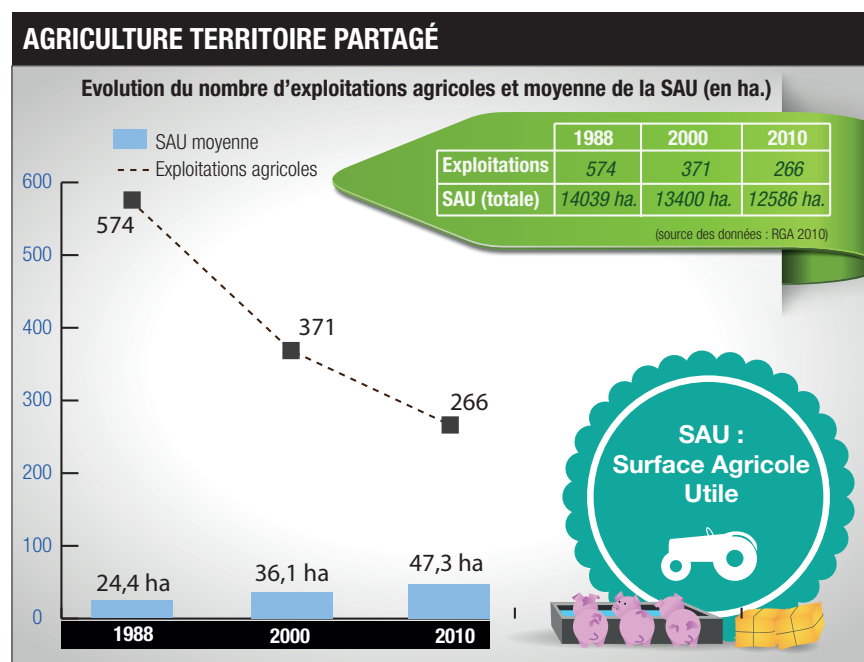 AGRICULTURE TERRITOIRE PARTAGÉ
Evolution du nombre d'exploitations agricoles et moyenne de la SAU (en ha.)
SAU moyenne
Exploitations agricoles
1988 2000 2010
Exploitations 574 371 266
SAU (totale) 14039 ha. 13400 ha. 12586 ha.
(source des données : RGA 2010)
600
500
400
300
200
100
0
574
371
266
24,4 ha
36,1 ha
47,3 ha
1988 2000 2010
SAU :
Surface Agricole
Utile